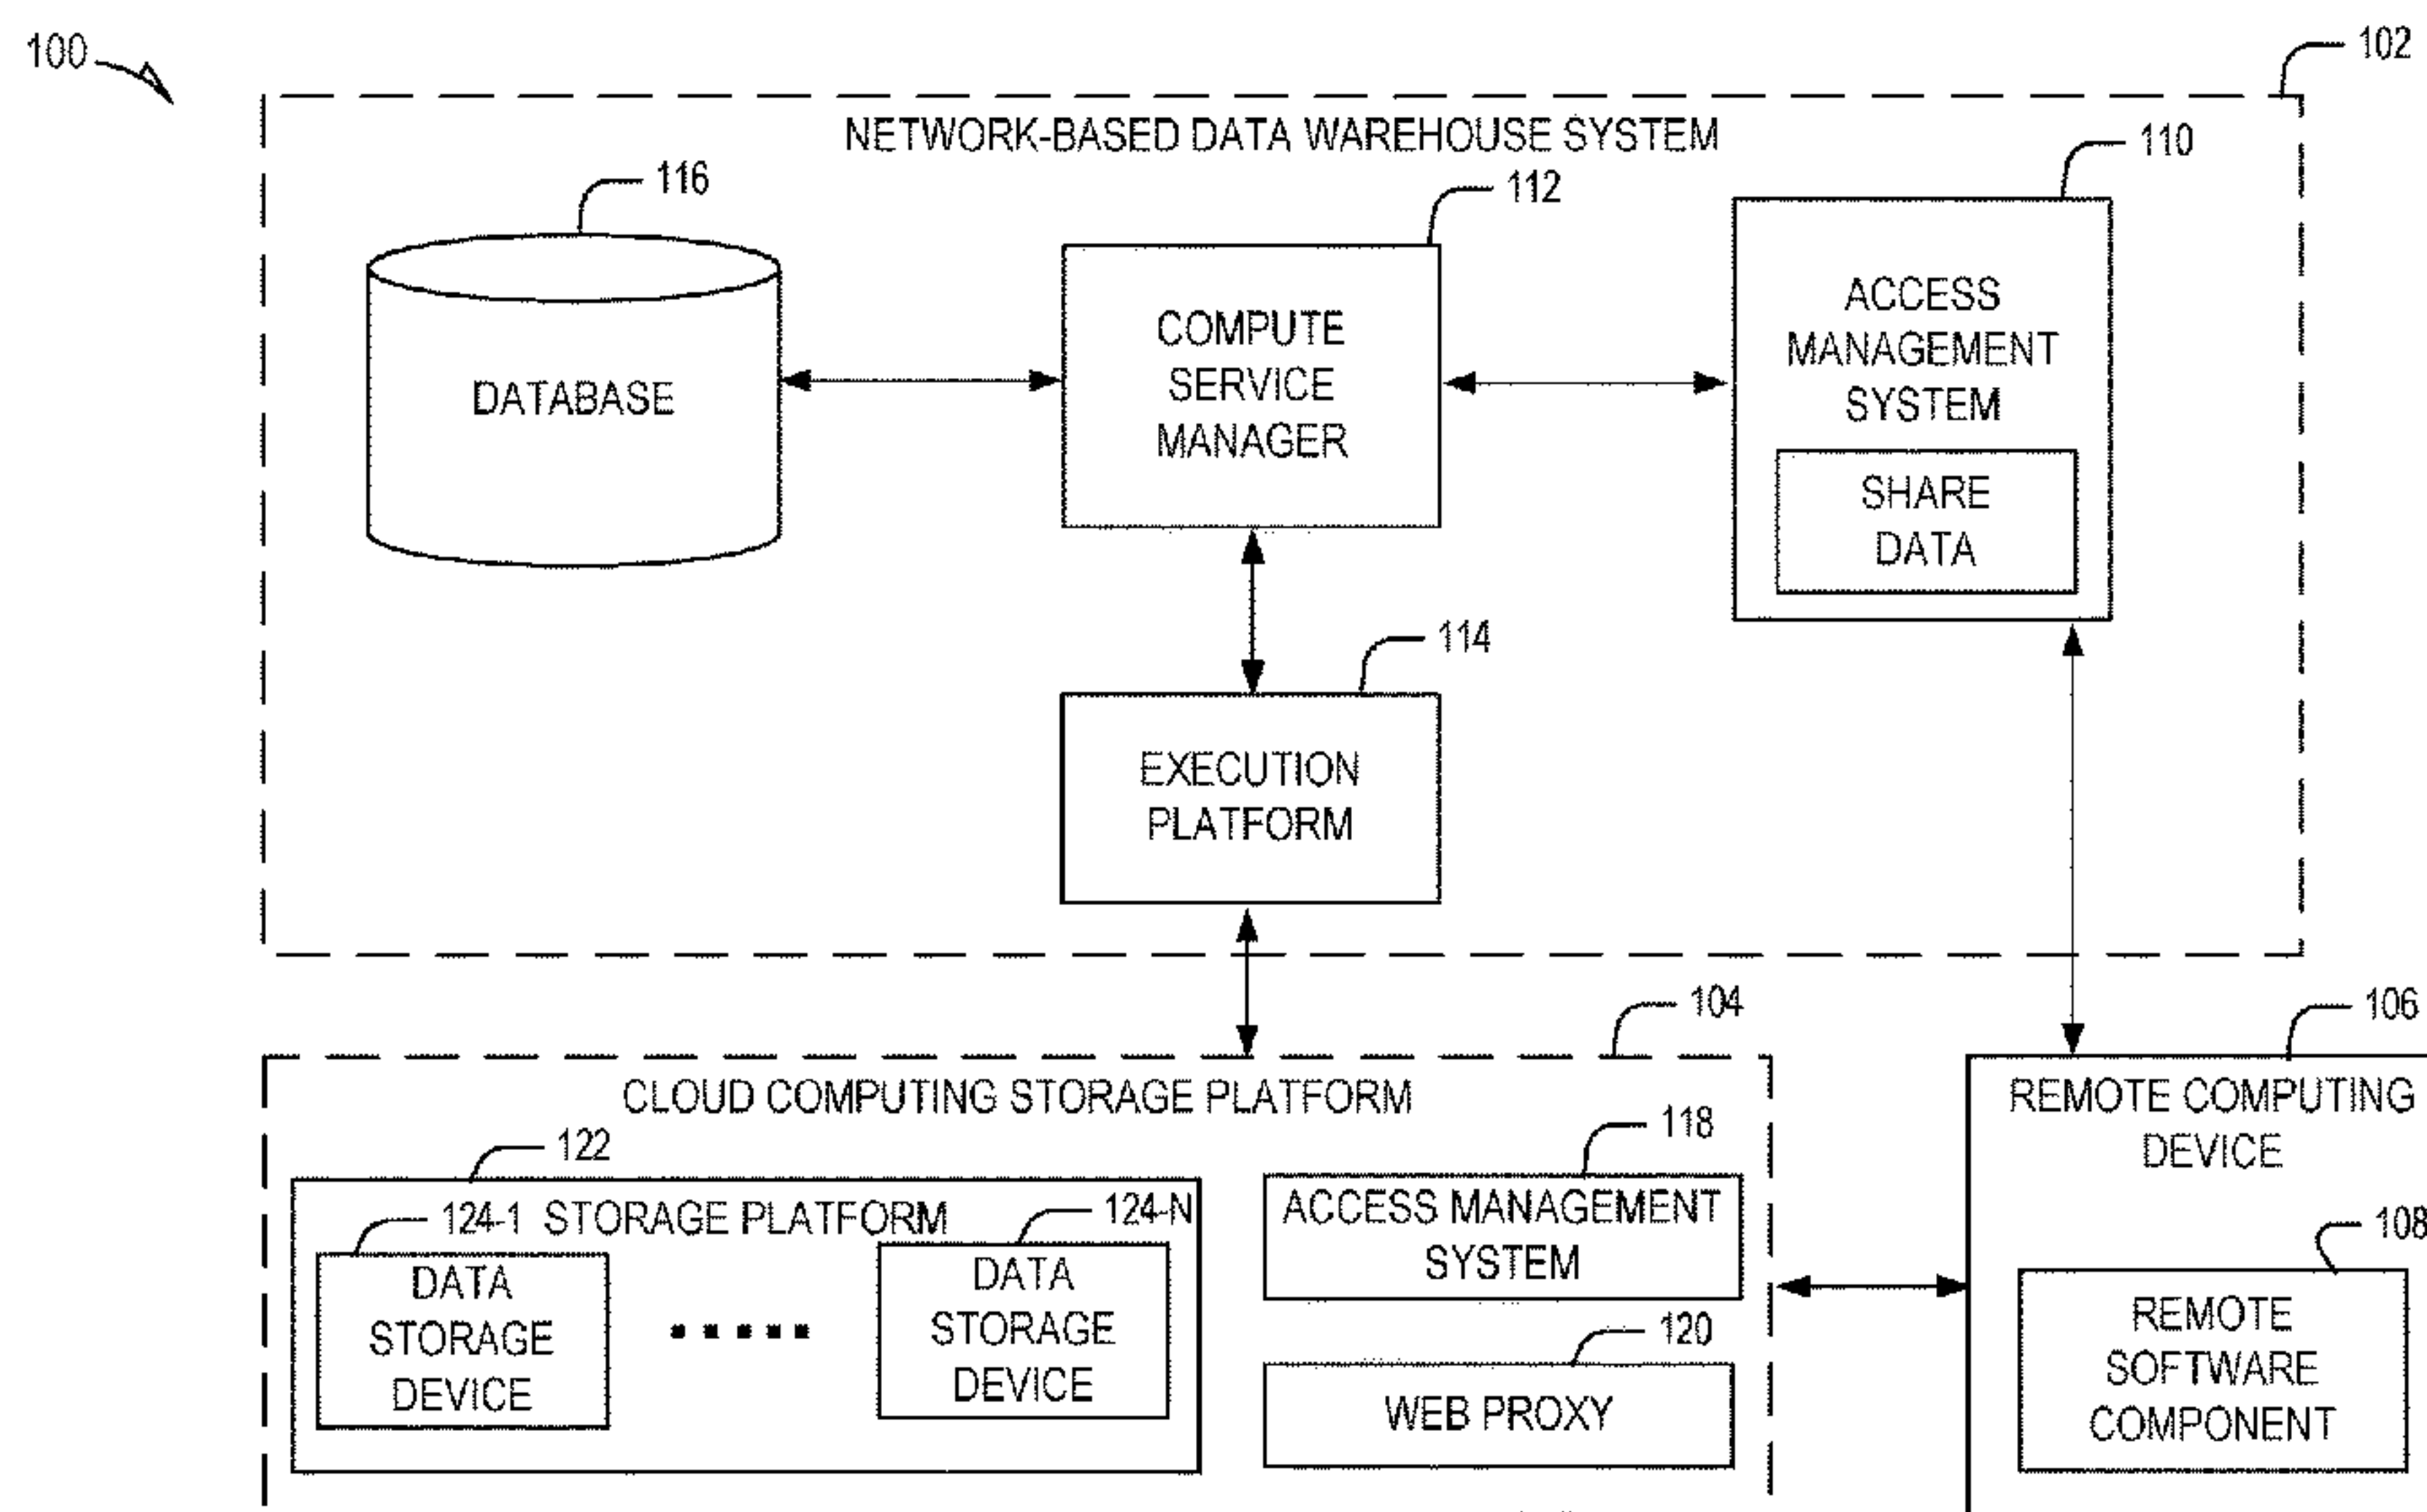 100
102
NETWORK-BASED DATA WAREHOUSE SYSTEM
116
112
110
DATABASE
COMPUTE
SERVICE
MANAGER
ACCESS
MANAGEMENT
SYSTEM
SHARE
DATA
114
EXECUTION
PLATFORM
104
106
CLOUD COMPUTING STORAGE PLATFORM
122
124-1 STORAGE PLATFORM
124-N
DATA
STORAGE
DEVICE
DATA
STORAGE
DEVICE
118
ACCESS MANAGEMENT
SYSTEM
120
WEB PROXY
REMOTE COMPUTING
DEVICE
108
REMOTE
SOFTWARE
COMPONENT